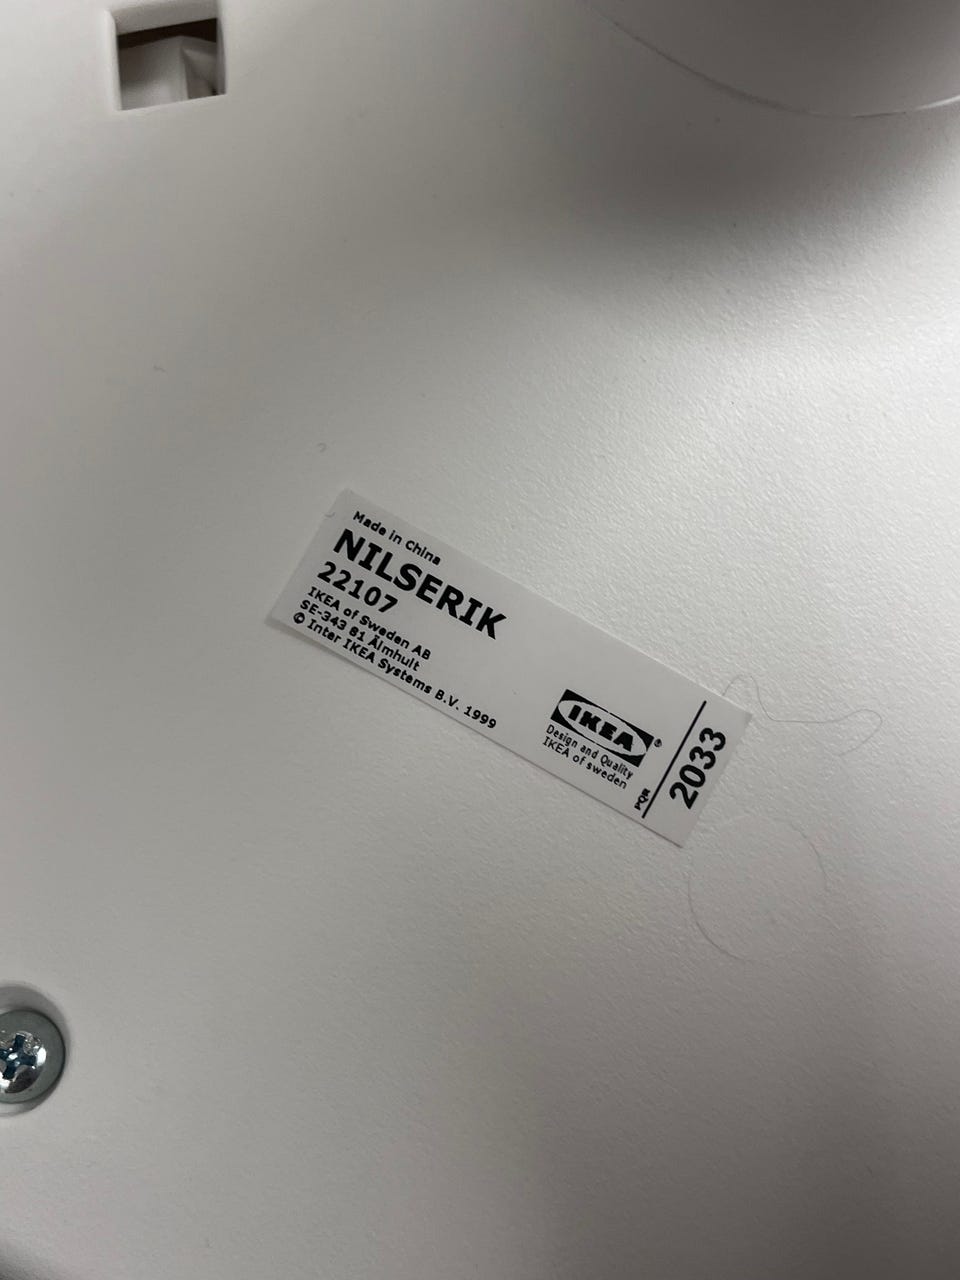 Made in China
NILSERIK
22107
IKEA of Sweden AB
SE-343 81 Älmhult
© Inter IKEA Systems B.V. 1999
IKEA®
Design and Quality
IKEA of Sweden
PQR
2033